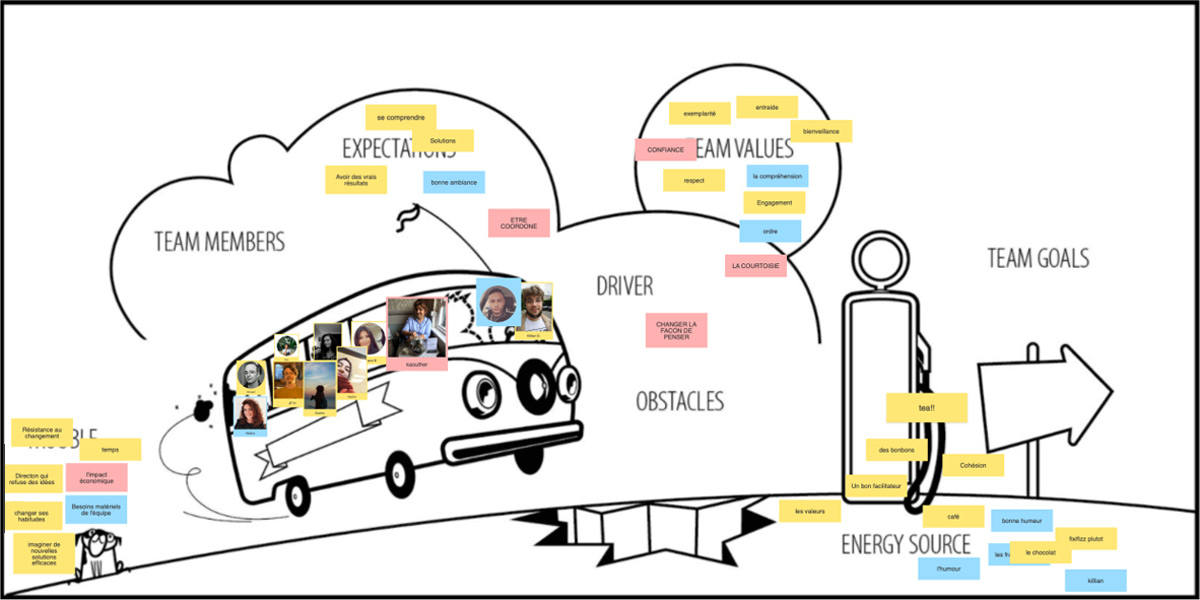 se comprendre
Solutions
EXPECTATIONS
Avoir des vrais
résultats
bonne ambiance
ETRE
COORDONE
TEAM MEMBERS
exemplarité
entraide
bienveillance
CONFIANCE
TEAM VALUES
respect
la compréhension
Engagement
ordre
LA COURTOISIE
DRIVER
CHANGER LA
FACON DE
PENSER
OBSTACLES
TEAM GOALS
kaouther
TROUBLE
Résistance au
changement
temps
Directon qui
refuse des idées
l'impact
économique
changer ses
habitudes
Besoins matériels
de l'équipe
imaginer de
nouvelles
solutions
efficaces
tea!!
des bonbons
Cohésion
Un bon facilitateur
les valeurs
café
bonne humeur
ENERGY SOURCE
les
le chocolat
fixifizz plutot
l'humour
killian